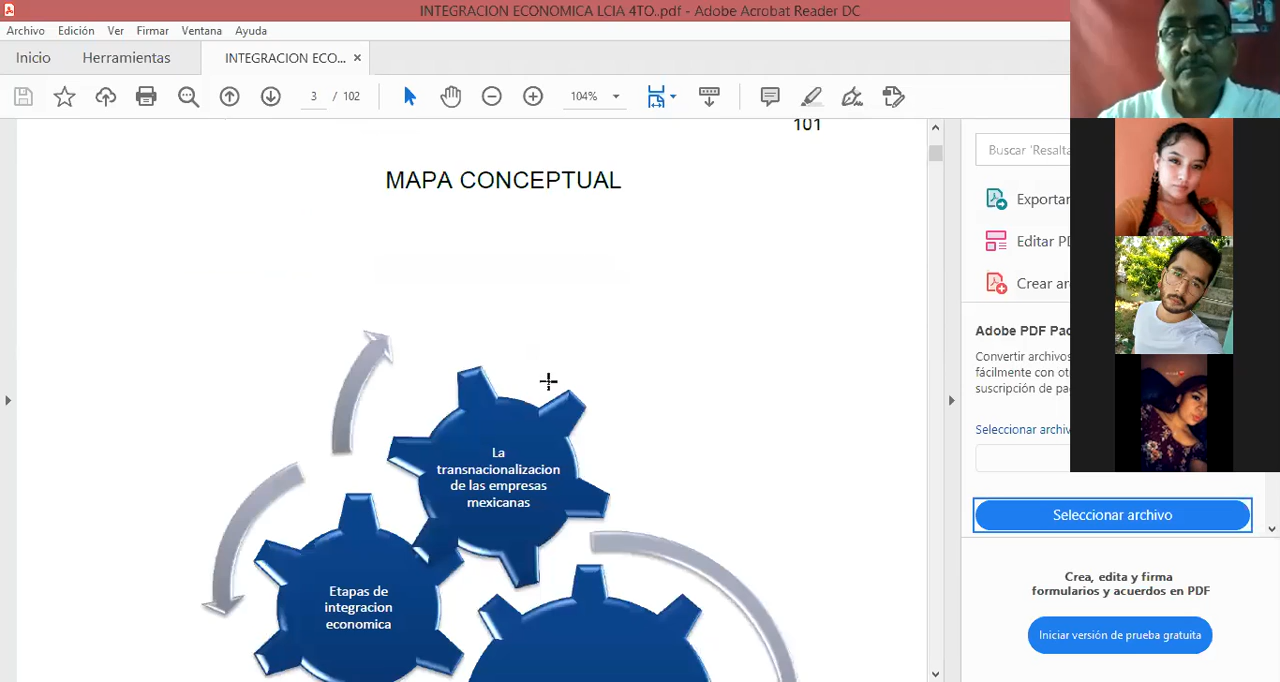 INTEGRACION ECONOMICA LCIA 4TO..pdf - Adobe Acrobat Reader DC
Archivo Edición Ver Firmar Ventana Ayuda
Inicio Herramientas INTEGRACION ECO... ×
3 / 102 104%
101
MAPA CONCEPTUAL
La
transnacionalizacion
de las empresas
mexicanas
Etapas de
integracion
economica
Buscar 'Resalta
Exportar
Editar PD
Crear ar
Adobe PDF Pac
Convertir archivos
fácilmente con ot
suscripción de pa
Seleccionar archiv
Seleccionar archivo
Crea, edita y firma
formularios y acuerdos en PDF
Iniciar versión de prueba gratuita